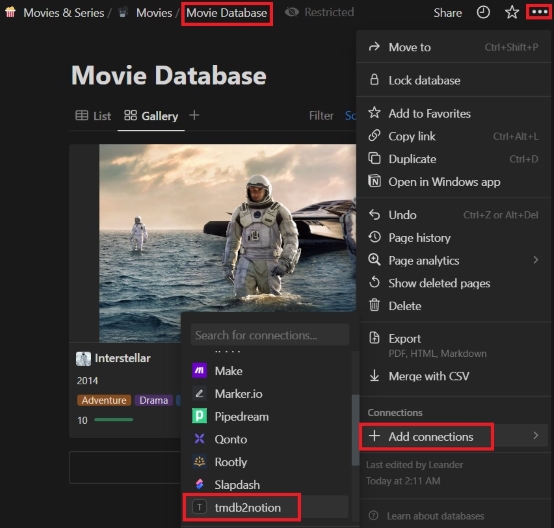 Movies & Series / Movies / Movie Database Restricted Share
Movie Database
List Gallery Filter
Move to Ctrl+Shift+P
Lock database
Add to Favorites
Copy link Ctrl+Alt+L
Duplicate Ctrl+D
Open in Windows app
Undo Ctrl+Z or Alt+Del
Page history
Page analytics
Show deleted pages
Delete
Export
PDF, HTML, Markdown
Merge with CSV
Connections
Add connections
Last edited by Leander
Today at 2:11 AM
Learn about databases
Interstellar
2014
Adventure Drama
10
Search for connections...
Make
Marker.io
Pipedream
Qonto
Rootly
Slapdash
T tmdb2notion